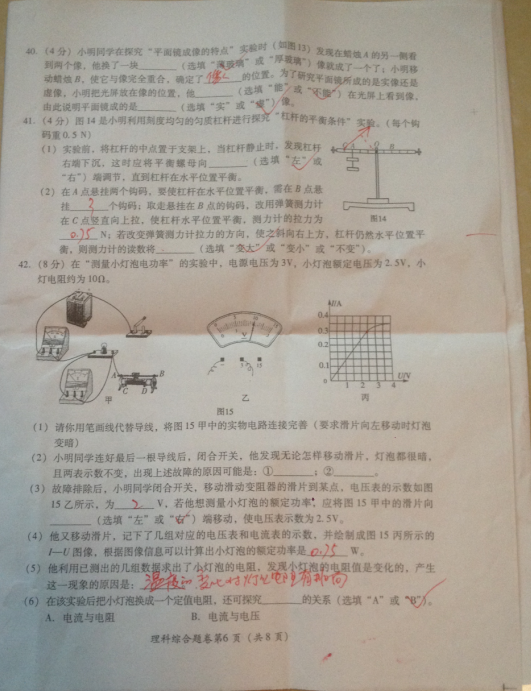 40. (4分)小明同学在探究“平面镜成像的特点”实验时(如图13)发现在蜡烛A的另一侧看
到两个像,他换了一块______(选填“薄玻璃”或“厚玻璃”)像就成了一个了;小明移
动蜡烛B,使它与像完全重合,确定了 像 的位置。为了研究平面镜所成的是实像还是
虚像,小明把光屏放在像的位置,他______(选填“能”或“不能”)在光屏上看到像,
由此说明平面镜成的是______(选填“实”或“虚”)像。
41. (4分)图14是小明利用刻度均匀的匀质杠杆进行探究“杠杆的平衡条件”实验。(每个钩
码重0.5 N)
(1)实验前,将杠杆的中点置于支架上,当杠杆静止时,发现杠杆
右端下沉,这时应将平衡螺母向______(选填“左”或
“右”)端调节,直到杠杆在水平位置平衡。
(2)在A点悬挂两个钩码,要使杠杆在水平位置平衡,需在B点悬
挂 3 个钩码;取走悬挂在B点的钩码,改用弹簧测力计
在C点竖直向上拉,使杠杆水平位置平衡,测力计的拉力为
0.75 N;若改变弹簧测力计拉力的方向,使之斜向右上方,杠杆仍然水平位置平
衡,则测力计的读数将______(选填“变大”或“变小”或“不变”)。
C A O B
图14
42. (8分)在“测量小灯泡电功率”的实验中,电源电压为3V,小灯泡额定电压为2.5V,小
灯电阻约为10Ω。
A B
C D
甲
V
- 3 15
乙
I/A
0.4
0.3
0.2
0.1
0 1 2 3 4 U/V
丙
图15
(1)请你用笔画线代替导线,将图15甲中的实物电路连接完善(要求滑片向左移动时灯泡
变暗)
(2)小明同学连好最后一根导线后,闭合开关,他发现无论怎样移动滑片,灯泡都很暗,
且两表示数不变,出现上述故障的原因可能是:①______;②______。
(3)故障排除后,小明同学闭合开关,移动滑动变阻器的滑片到某点,电压表的示数如图
15乙所示,为 2 V,若他想测量小灯泡的额定功率,应将图15甲中的滑片向
______(选填“左”或“右”)端移动,使电压表示数为2.5V。
(4)他又移动滑片,记下了几组对应的电压表和电流表的示数,并绘制成图15丙所示的
I—U图像,根据图像信息可以计算出小灯泡的额定功率是 0.75 W。
(5)他利用已测出的几组数据求出了小灯泡的电阻,发现小灯泡的电阻值是变化的,产生
这一现象的原因是:温度
(6)在该实验后把小灯泡换成一个定值电阻,还可探究______的关系(选填“A”或“B”)。
A. 电流与电阻 B. 电流与电压
理科综合题卷第6页(共8页)